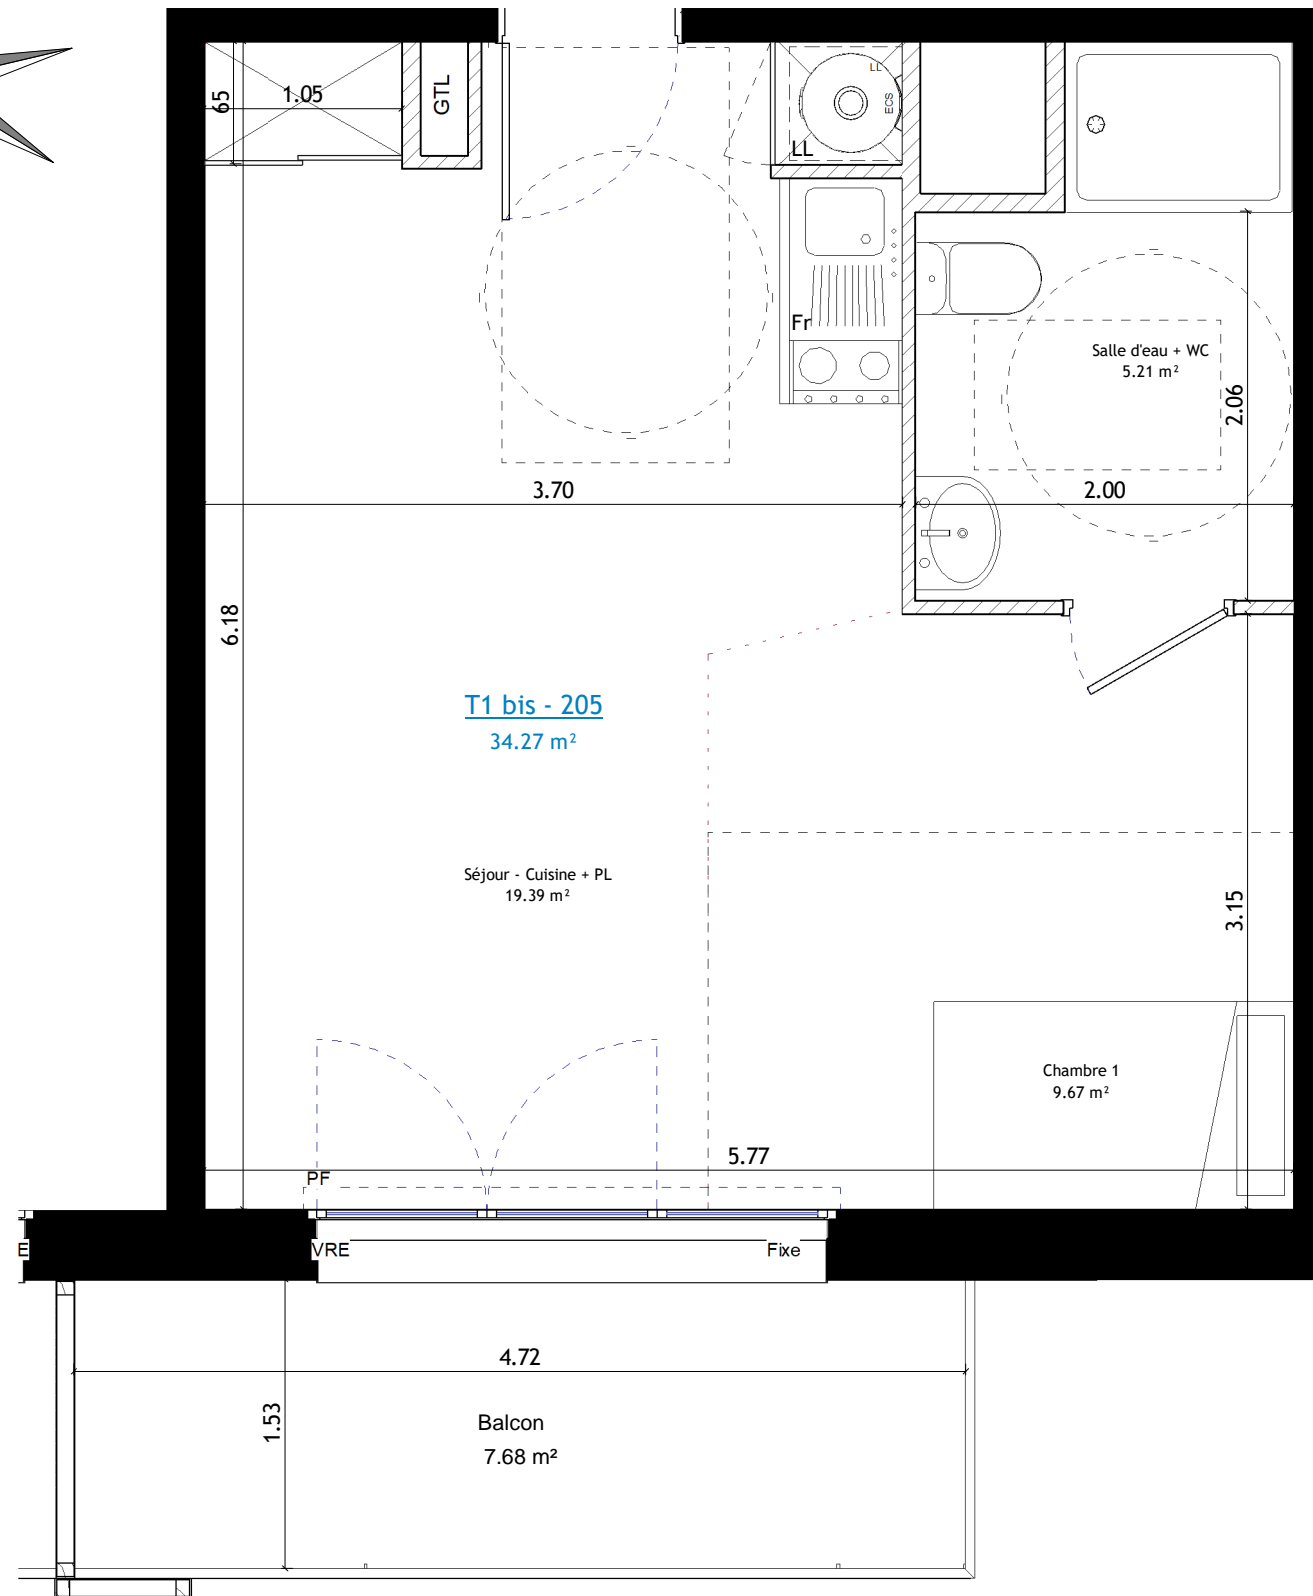 65
1.05
GTL
LL
ECS
LL
Fr
Salle d'eau + WC
5.21 m²
2.06
3.70
2.00
6.18
T1 bis - 205
34.27 m²
Séjour - Cuisine + PL
19.39 m²
3.15
Chambre 1
9.67 m²
5.77
PF
E
VRE
Fixe
4.72
1.53
Balcon
7.68 m²